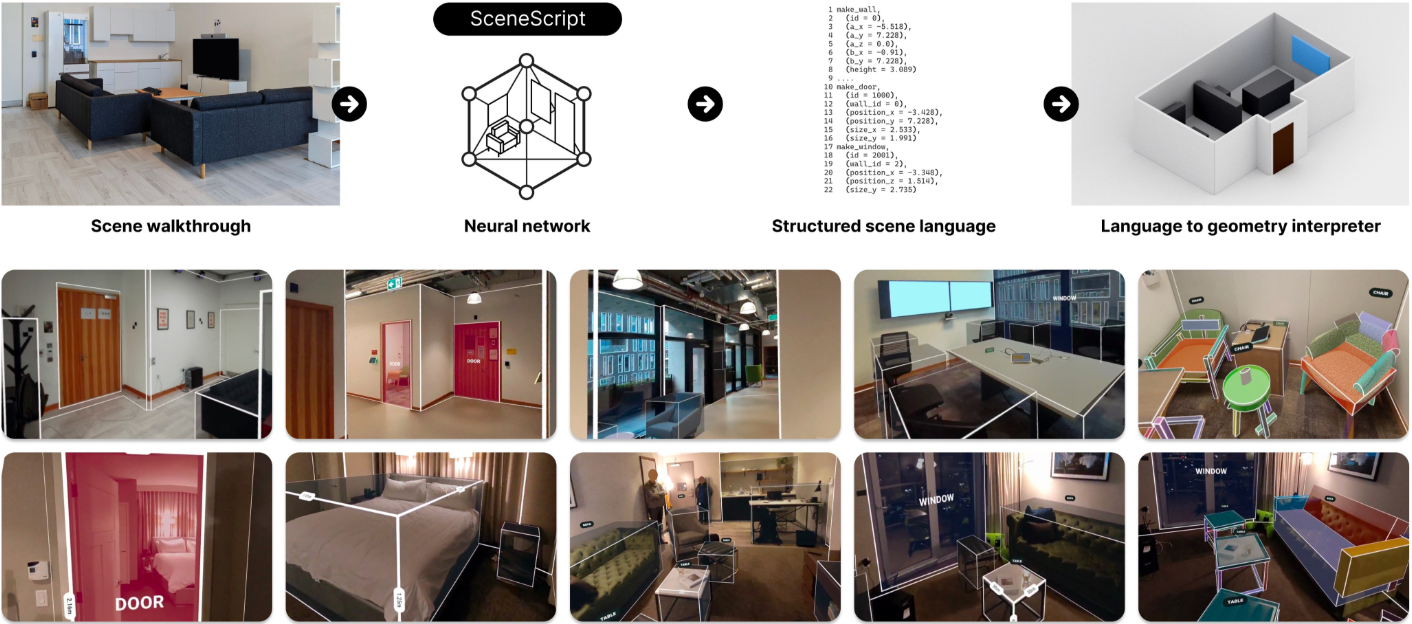 SceneScript
1 make_wall,
2 (id = 0),
3 (a_x = -5.518),
4 (a_y = 7.228),
5 (a_z = 0.0),
6 (b_x = -0.91),
7 (b_y = 7.228),
8 (height = 3.089)
9 ....
10 make_door,
11 (id = 1000),
12 (wall_id = 0),
13 (position_x = -3.428),
14 (position_y = 7.228),
15 (size_x = 2.533),
16 (size_y = 1.991)
17 make_window,
18 (id = 2001),
19 (wall_id = 2),
20 (position_x = -3.348),
21 (position_z = 1.514),
22 (size_y = 2.735)
Scene walkthrough
Neural network
Structured scene language
Language to geometry interpreter
DOOR
WINDOW
CHAIR
CHAIR
CHAIR
DOOR
TABLE
TABLE
WINDOW
TABLE
WINDOW
TABLE